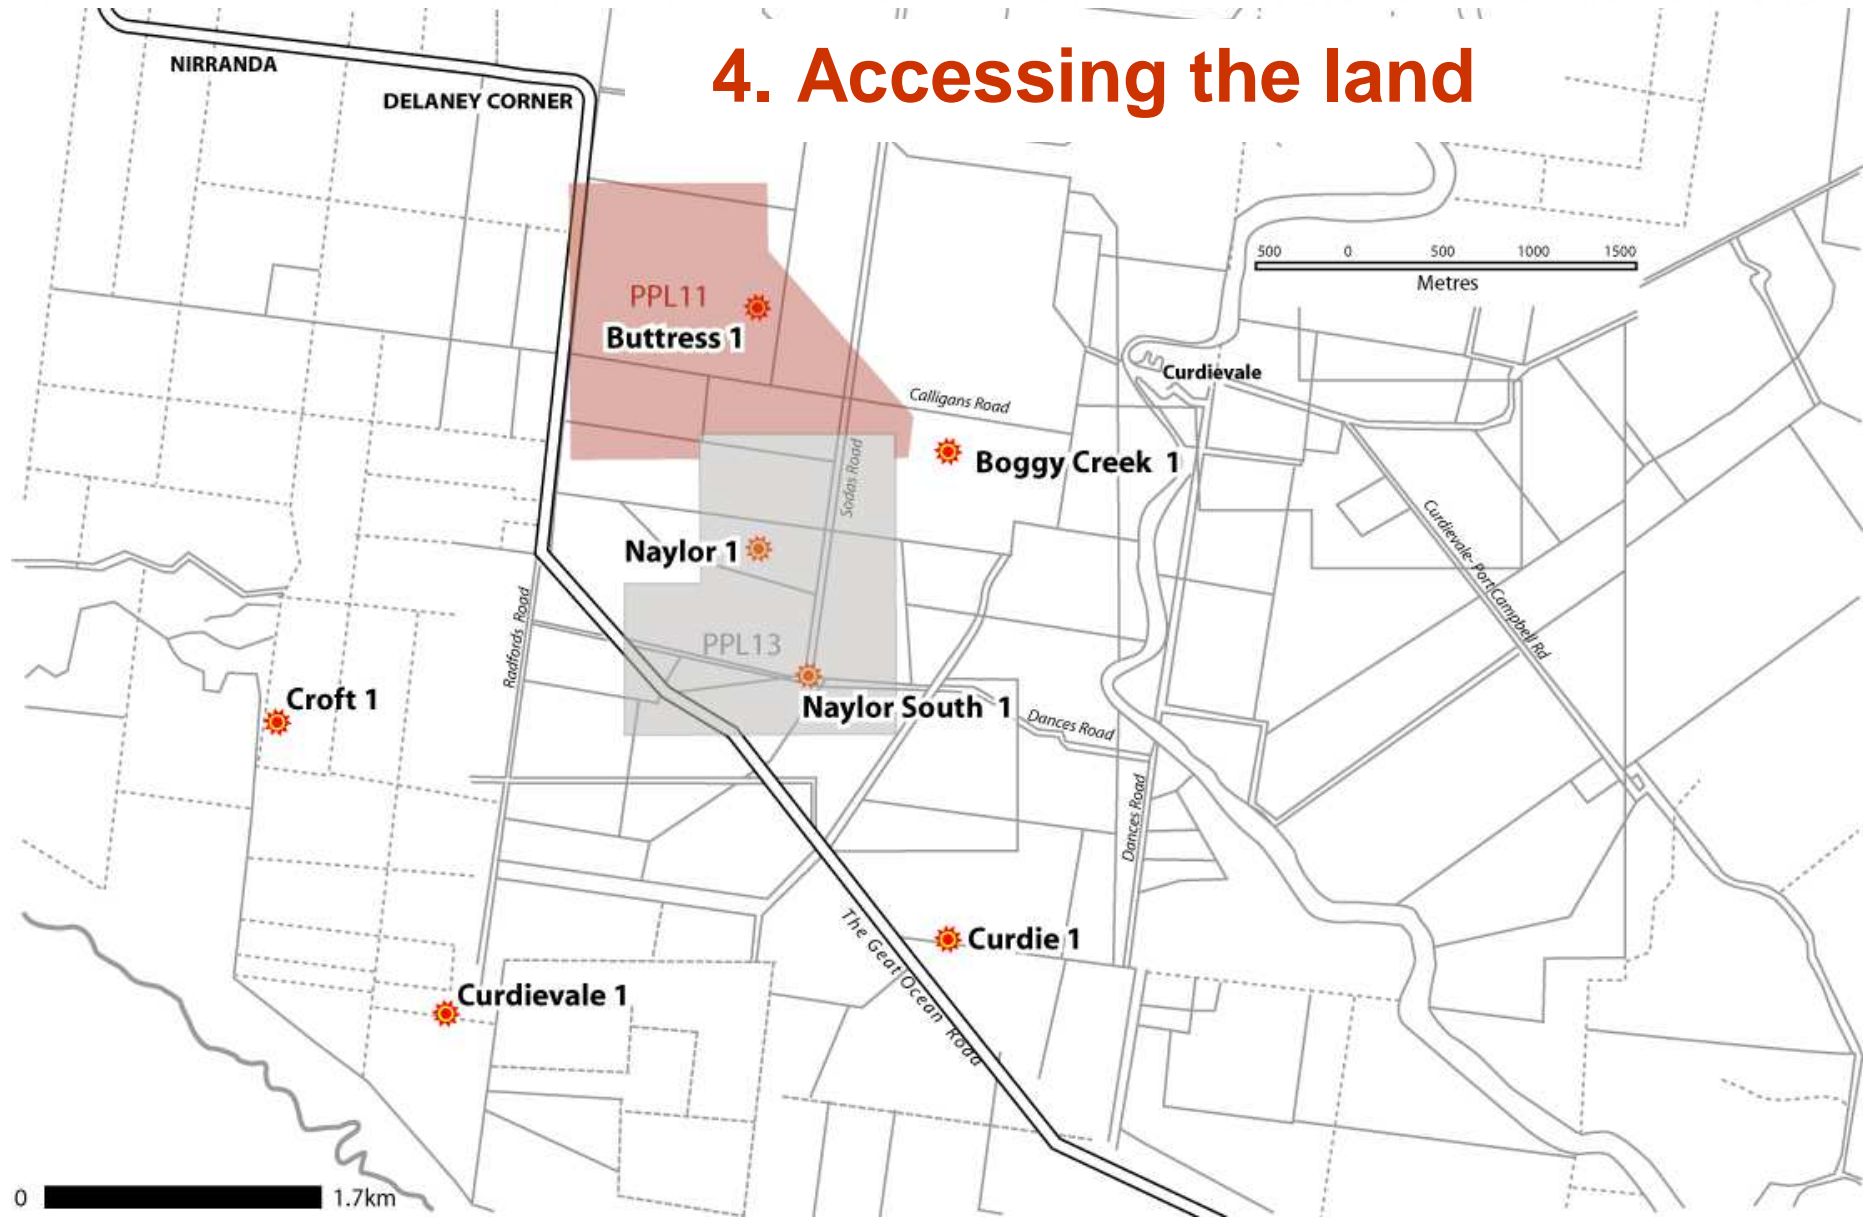 4. Accessing the land
NIRRANDA
DELANEY CORNER
500 0 500 1000 1500
Metres
PPL11
Buttress 1
Curdievale
Calligans Road
Sodas Road
Boggy Creek 1
Curdievale-Port Campbell Rd
Naylor 1
Radfords Road
PPL13
Croft 1
Naylor South 1
Dances Road
Dances Road
The Geat Ocean Road
Curdie 1
Curdievale 1
0 1.7km